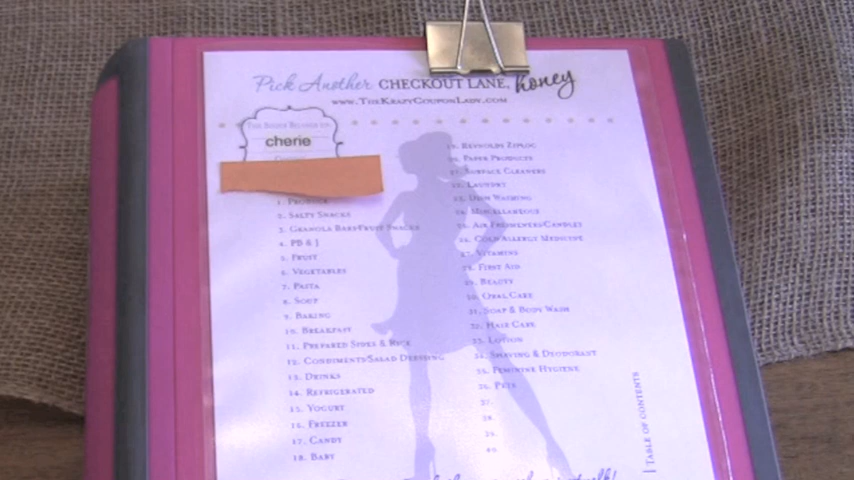 Pick Another CHECKOUT LANE, honey
www.TheKrazyCouponLady.com
cherie
1. Produce
2. Salty Snacks
3. Granola Bars/Fruit Snacks
4. PB & J
5. Fruit
6. Vegetables
7. Pasta
8. Soup
9. Baking
10. Breakfast
11. Prepared Sides & Rice
12. Condiments/Salad Dressing
13. Drinks
14. Refrigerated
15. Yogurt
16. Freezer
17. Candy
18. Baby
19. Reynolds/Ziploc
20. Paper Products
21. Surface Cleaners
22. Laundry
23. Dish Washing
24. Miscellaneous
25. Air Fresheners/Candles
26. Cold/Allergy Medicine
27. Vitamins
28. First Aid
29. Beauty
30. Oral Care
31. Soap & Body Wash
32. Hair Care
33. Lotion
34. Shaving & Deodorant
35. Feminine Hygiene
36. Pets
37.
38.
39.
40.
| Table of Contents